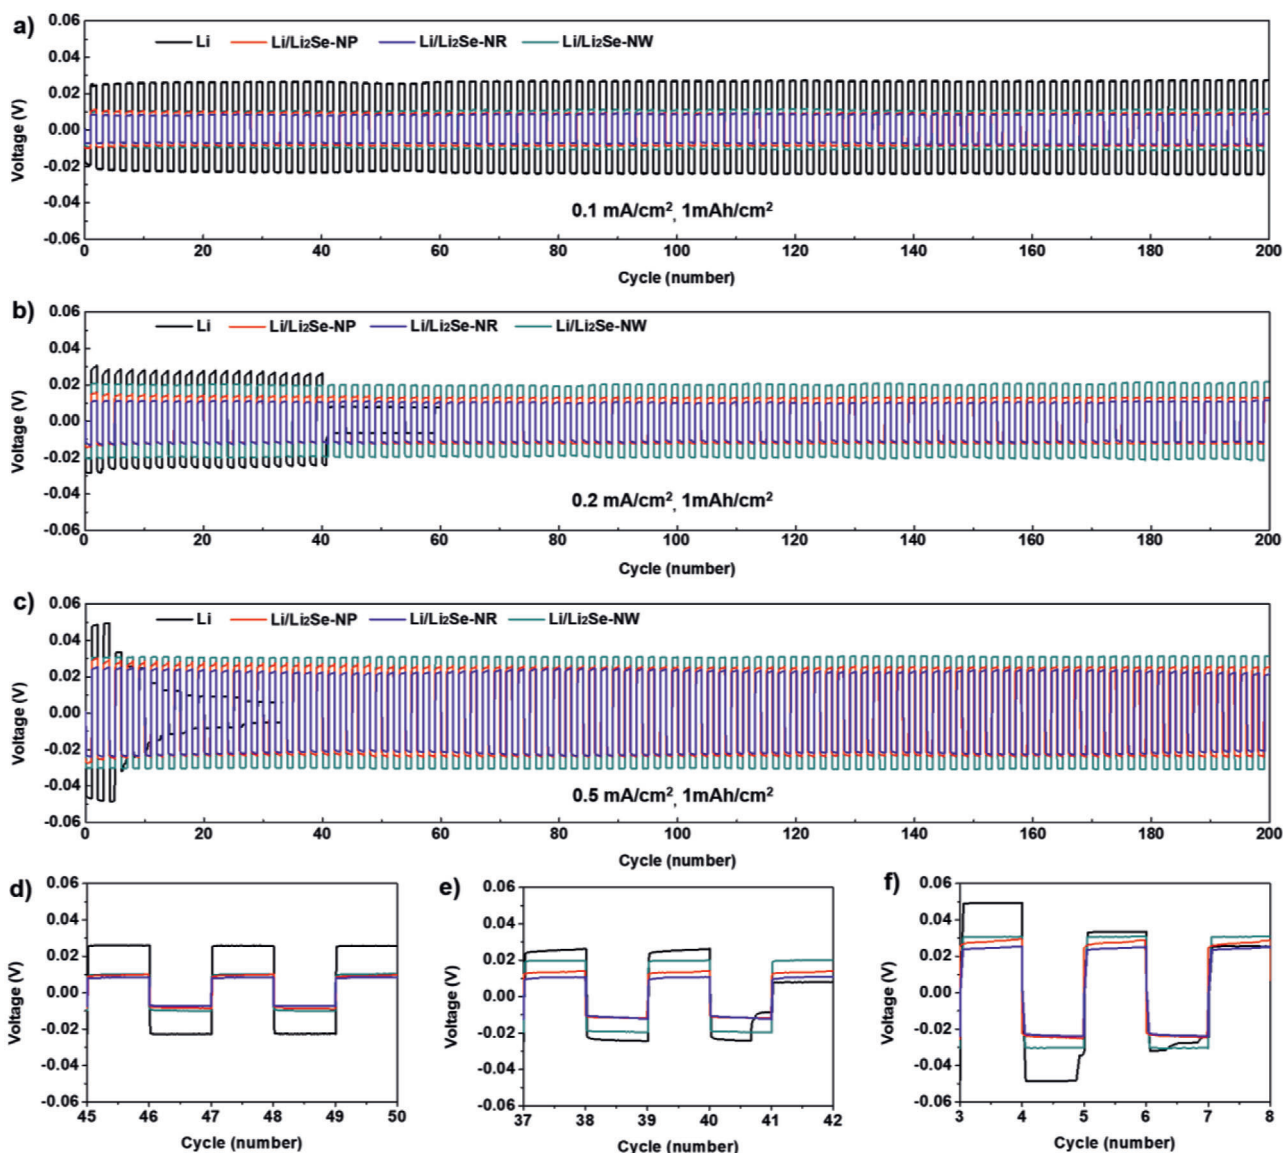 a)
0.06
0.04
0.02
0.00
-0.02
-0.04
-0.06
Voltage (V)
Li Li/Li₂Se-NP Li/Li₂Se-NR Li/Li₂Se-NW
0.1 mA/cm², 1mAh/cm²
0 20 40 60 80 100 120 140 160 180 200
Cycle (number)
b)
0.06
0.04
0.02
0.00
-0.02
-0.04
-0.06
Voltage (V)
Li Li/Li₂Se-NP Li/Li₂Se-NR Li/Li₂Se-NW
0.2 mA/cm², 1mAh/cm²
0 20 40 60 80 100 120 140 160 180 200
Cycle (number)
c)
0.06
0.04
0.02
0.00
-0.02
-0.04
-0.06
Voltage (V)
Li Li/Li₂Se-NP Li/Li₂Se-NR Li/Li₂Se-NW
0.5 mA/cm², 1mAh/cm²
0 20 40 60 80 100 120 140 160 180 200
Cycle (number)
d)
0.06
0.04
0.02
0.00
-0.02
-0.04
-0.06
Voltage (V)
45 46 47 48 49 50
Cycle (number)
e)
0.06
0.04
0.02
0.00
-0.02
-0.04
-0.06
Voltage (V)
37 38 39 40 41 42
Cycle (number)
f)
0.06
0.04
0.02
0.00
-0.02
-0.04
-0.06
Voltage (V)
3 4 5 6 7 8
Cycle (number)